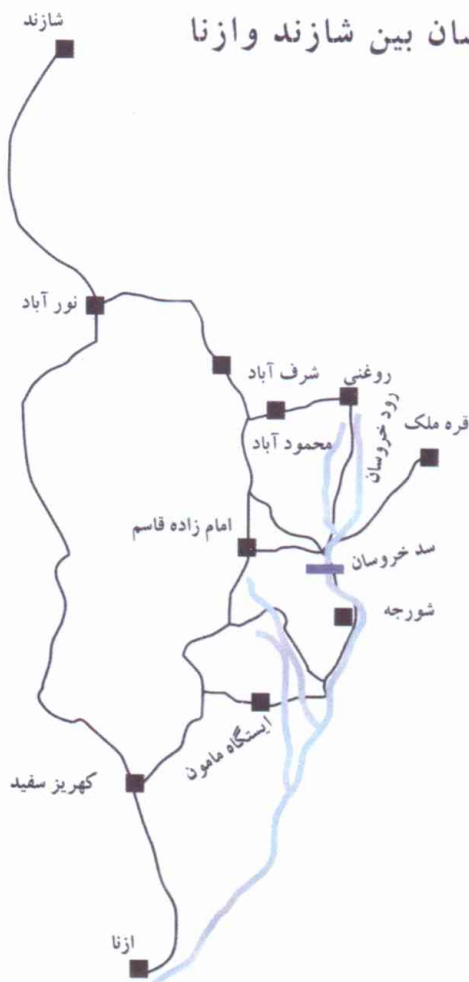 شازند
سان بین شازند وازنا
نور آباد
شرف آباد
روغنی
رود خروسان
قره ملک
محمود آباد
امام زاده قاسم
سد خروسان
شورجه
ایستگاه مامون
کهریز سفید
ازنا